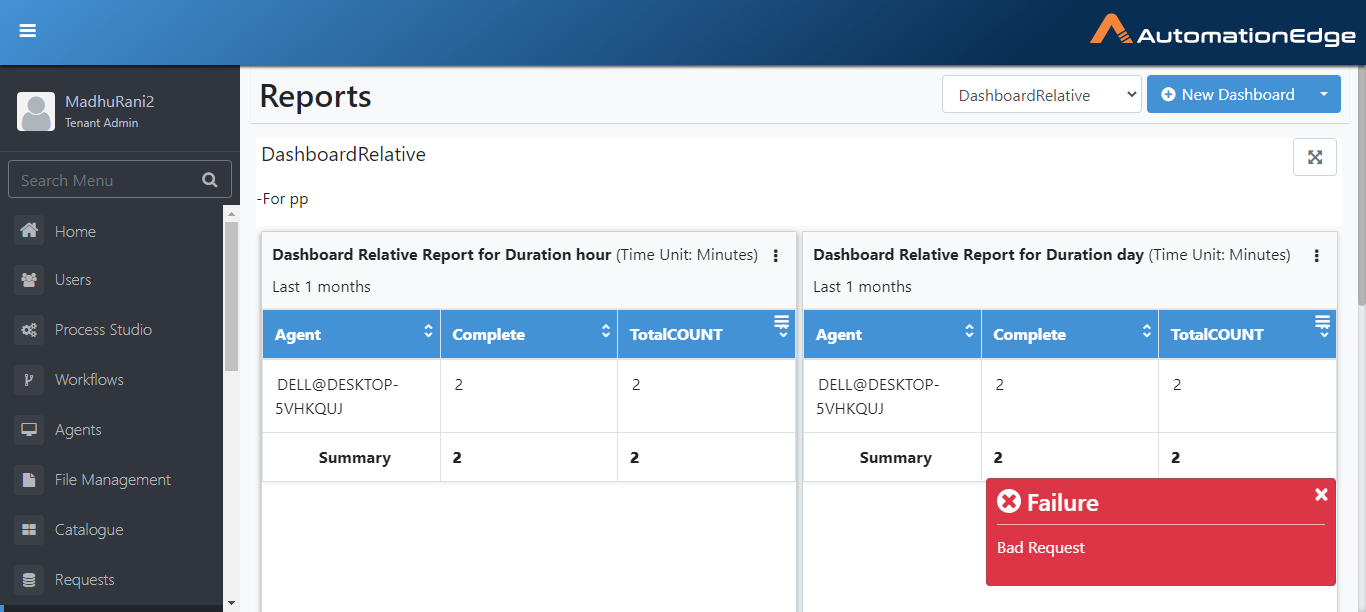 AutomationEdge
MadhuRani2
Tenant Admin
Search Menu
Home
Users
Process Studio
Workflows
Agents
File Management
Catalogue
Requests
Reports
DashboardRelative
New Dashboard
DashboardRelative
-For pp
Dashboard Relative Report for Duration hour (Time Unit: Minutes)
Last 1 months
Agent Complete TotalCOUNT
DELL@DESKTOP-
5VHKQUJ 2 2
Summary 2 2
Dashboard Relative Report for Duration day (Time Unit: Minutes)
Last 1 months
Agent Complete TotalCOUNT
DELL@DESKTOP-
5VHKQUJ 2 2
Summary 2 2
Failure
Bad Request